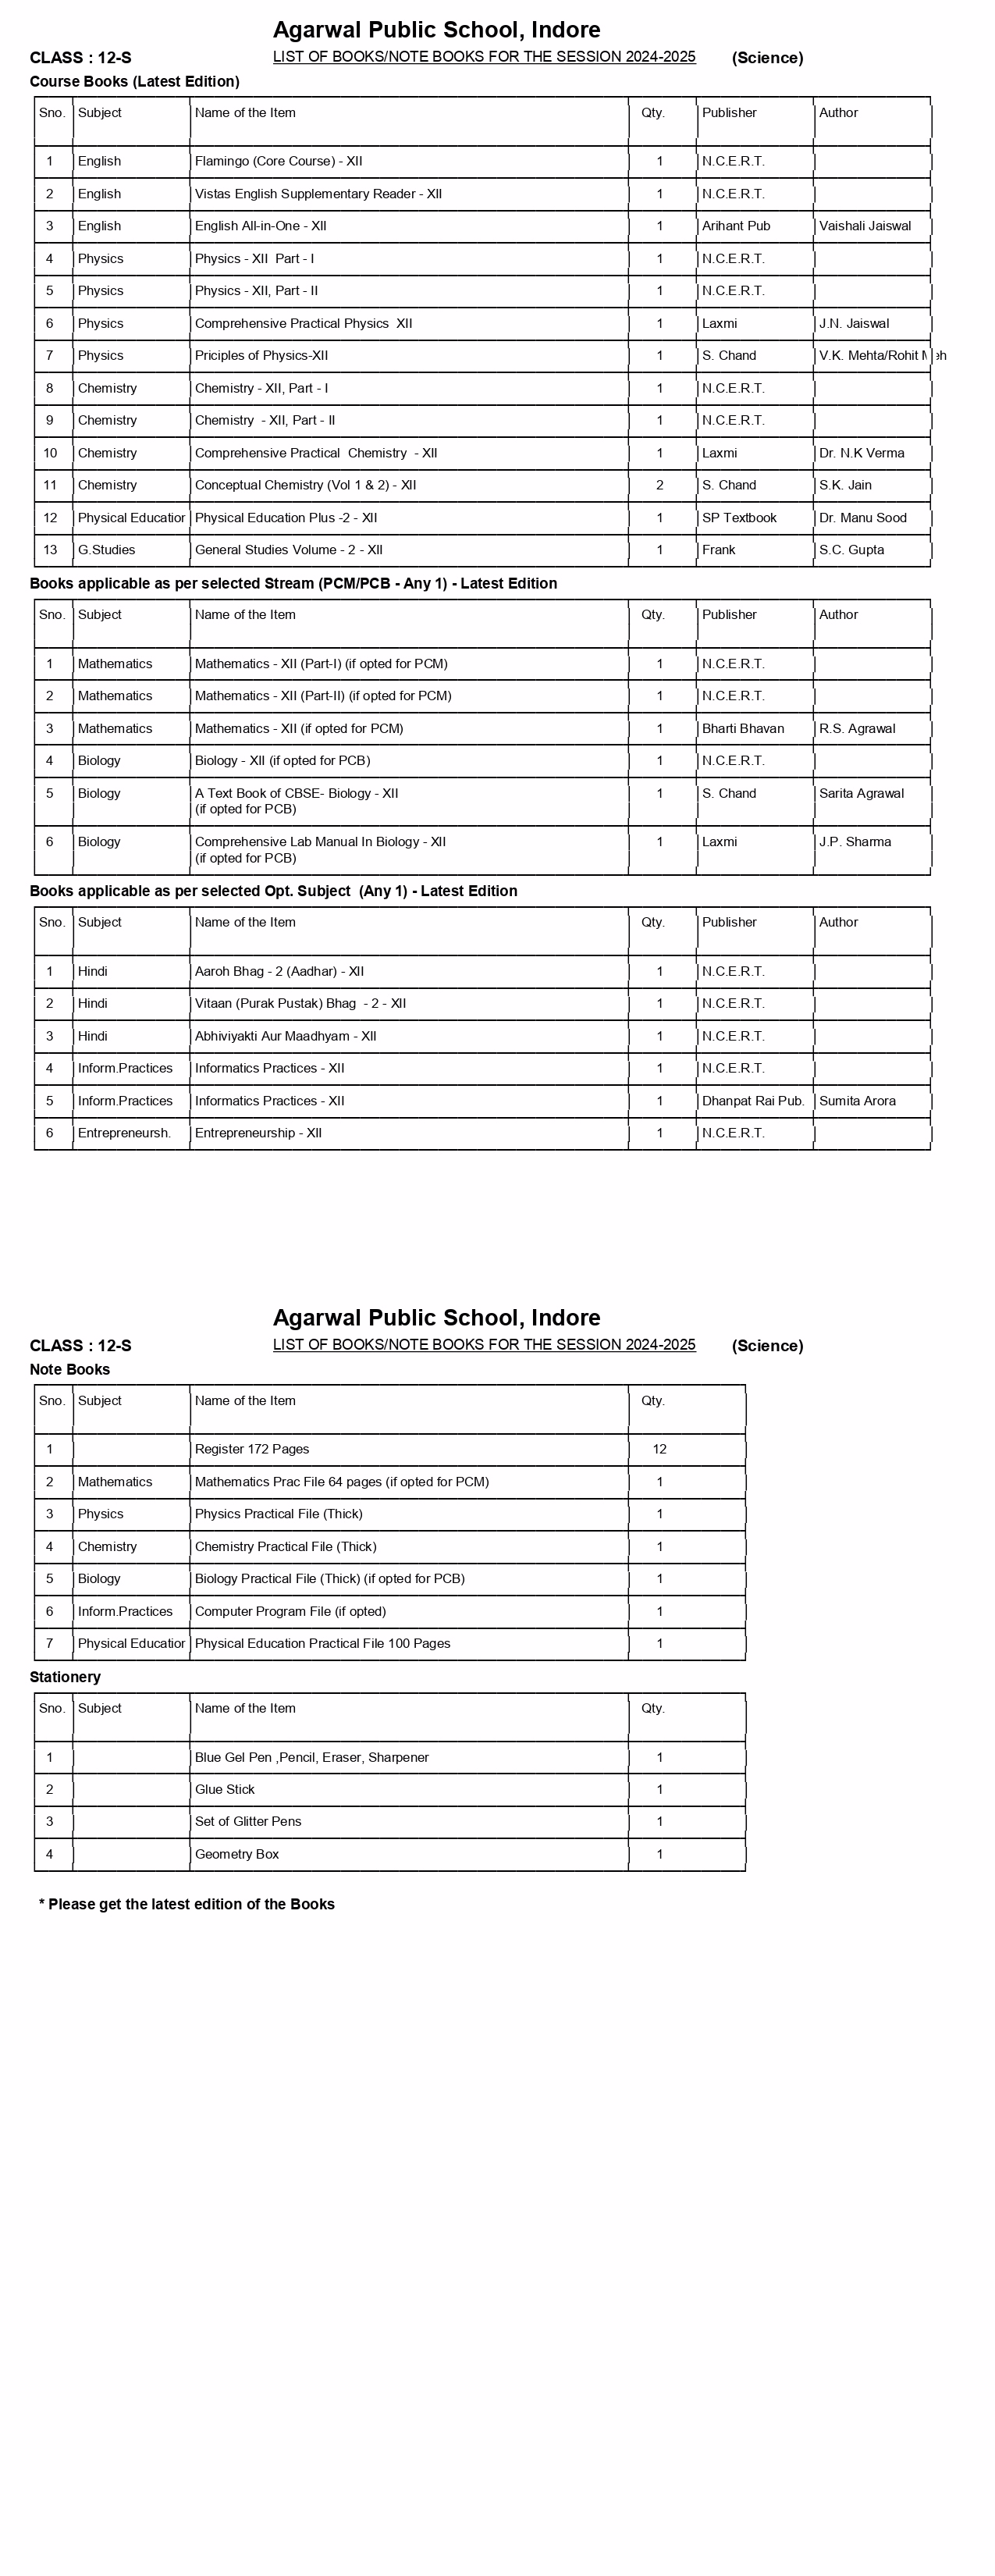 Agarwal Public School, Indore
CLASS : 12-S LIST OF BOOKS/NOTE BOOKS FOR THE SESSION 2024-2025 (Science)
Course Books (Latest Edition)
Sno. Subject Name of the Item Qty. Publisher Author
1 English Flamingo (Core Course) - XII 1 N.C.E.R.T.
2 English Vistas English Supplementary Reader - XII 1 N.C.E.R.T.
3 English English All-in-One - XII 1 Arihant Pub Vaishali Jaiswal
4 Physics Physics - XII Part - I 1 N.C.E.R.T.
5 Physics Physics - XII, Part - II 1 N.C.E.R.T.
6 Physics Comprehensive Practical Physics XII 1 Laxmi J.N. Jaiswal
7 Physics Priciples of Physics-XII 1 S. Chand V.K. Mehta/Rohit Meh
8 Chemistry Chemistry - XII, Part - I 1 N.C.E.R.T.
9 Chemistry Chemistry - XII, Part - II 1 N.C.E.R.T.
10 Chemistry Comprehensive Practical Chemistry - XII 1 Laxmi Dr. N.K Verma
11 Chemistry Conceptual Chemistry (Vol 1 & 2) - XII 2 S. Chand S.K. Jain
12 Physical Education Physical Education Plus -2 - XII 1 SP Textbook Dr. Manu Sood
13 G.Studies General Studies Volume - 2 - XII 1 Frank S.C. Gupta
Books applicable as per selected Stream (PCM/PCB - Any 1) - Latest Edition
Sno. Subject Name of the Item Qty. Publisher Author
1 Mathematics Mathematics - XII (Part-I) (if opted for PCM) 1 N.C.E.R.T.
2 Mathematics Mathematics - XII (Part-II) (if opted for PCM) 1 N.C.E.R.T.
3 Mathematics Mathematics - XII (if opted for PCM) 1 Bharti Bhavan R.S. Agrawal
4 Biology Biology - XII (if opted for PCB) 1 N.C.E.R.T.
5 Biology A Text Book of CBSE- Biology - XII 1 S. Chand Sarita Agrawal
(if opted for PCB)
6 Biology Comprehensive Lab Manual In Biology - XII 1 Laxmi J.P. Sharma
(if opted for PCB)
Books applicable as per selected Opt. Subject (Any 1) - Latest Edition
Sno. Subject Name of the Item Qty. Publisher Author
1 Hindi Aaroh Bhag - 2 (Aadhar) - XII 1 N.C.E.R.T.
2 Hindi Vitaan (Purak Pustak) Bhag - 2 - XII 1 N.C.E.R.T.
3 Hindi Abhiviyakti Aur Maadhyam - XII 1 N.C.E.R.T.
4 Inform.Practices Informatics Practices - XII 1 N.C.E.R.T.
5 Inform.Practices Informatics Practices - XII 1 Dhanpat Rai Pub. Sumita Arora
6 Entrepreneursh. Entrepreneurship - XII 1 N.C.E.R.T.
Agarwal Public School, Indore
CLASS : 12-S LIST OF BOOKS/NOTE BOOKS FOR THE SESSION 2024-2025 (Science)
Note Books
Sno. Subject Name of the Item Qty.
1 Register 172 Pages 12
2 Mathematics Mathematics Prac File 64 pages (if opted for PCM) 1
3 Physics Physics Practical File (Thick) 1
4 Chemistry Chemistry Practical File (Thick) 1
5 Biology Biology Practical File (Thick) (if opted for PCB) 1
6 Inform.Practices Computer Program File (if opted) 1
7 Physical Education Physical Education Practical File 100 Pages 1
Stationery
Sno. Subject Name of the Item Qty.
1 Blue Gel Pen ,Pencil, Eraser, Sharpener 1
2 Glue Stick 1
3 Set of Glitter Pens 1
4 Geometry Box 1
* Please get the latest edition of the Books